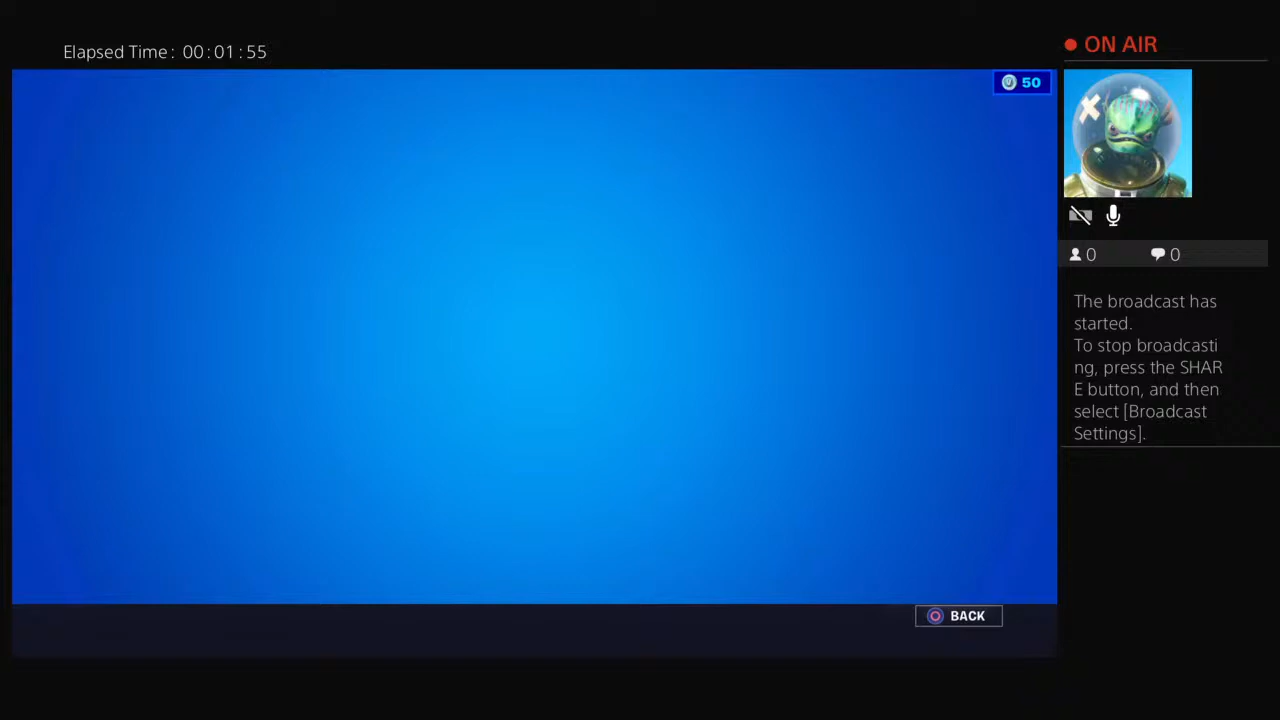 Elapsed Time: 00:01:55
ON AIR
50
0 0
The broadcast has
started.
To stop broadcasti
ng, press the SHAR
E button, and then
select [Broadcast
Settings].
BACK